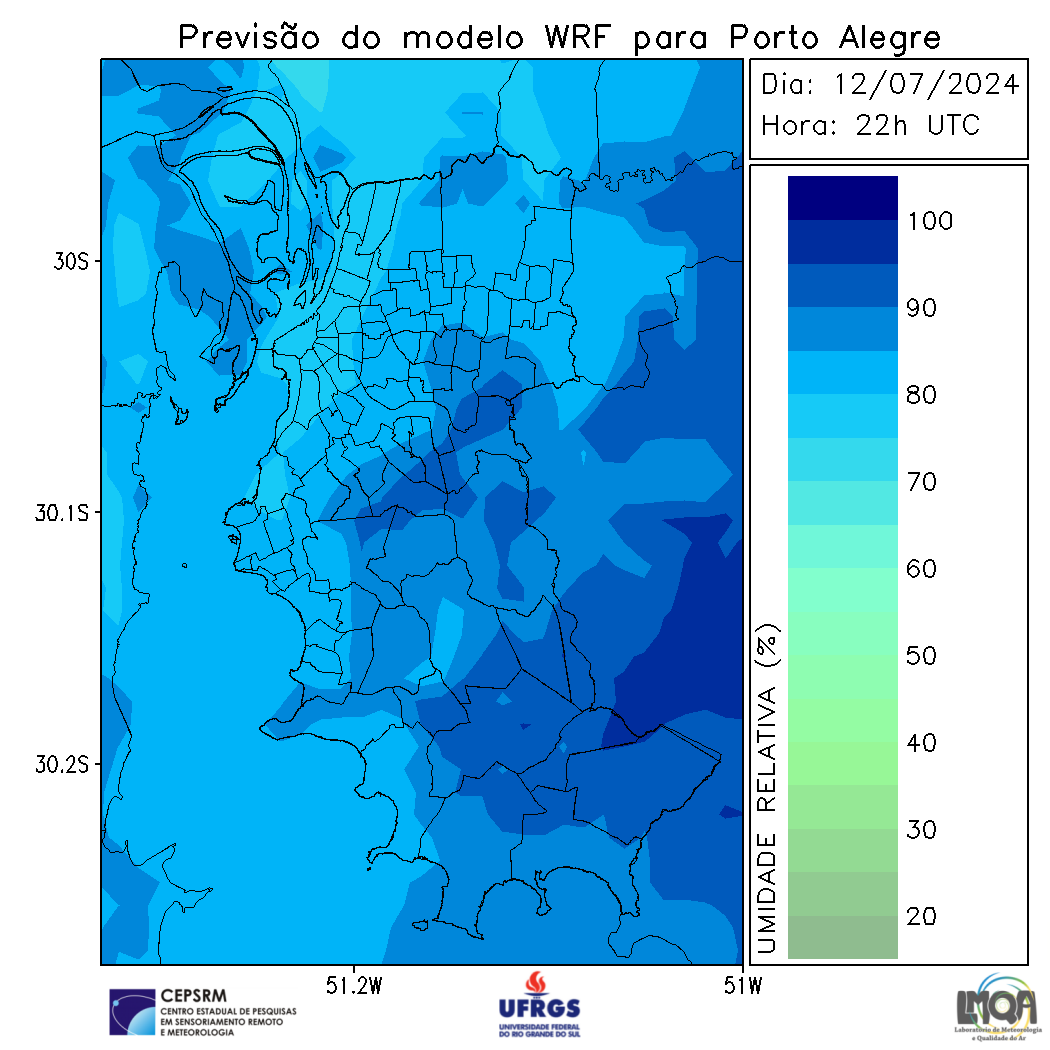 Previsão do modelo WRF para Porto Alegre
Dia: 12/07/2024
Hora: 22h UTC
30S
30.1S
30.2S
51.2W
51W
100
90
80
70
60
50
40
30
20
UMIDADE RELATIVA (%)
CEPSRM
CENTRO ESTADUAL DE PESQUISAS
EM SENSORIAMENTO REMOTO
E METEOROLOGIA
UFRGS
UNIVERSIDADE FEDERAL
DO RIO GRANDE DO SUL
LMQA
Laboratório de Meteorologia
e Qualidade do Ar